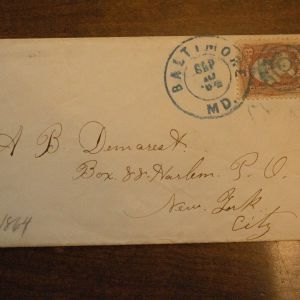 BALTIMORE
SEP
MD.
A B. Demarest.
Box. 88. Harlem. P. O.
New. York.
City
1864